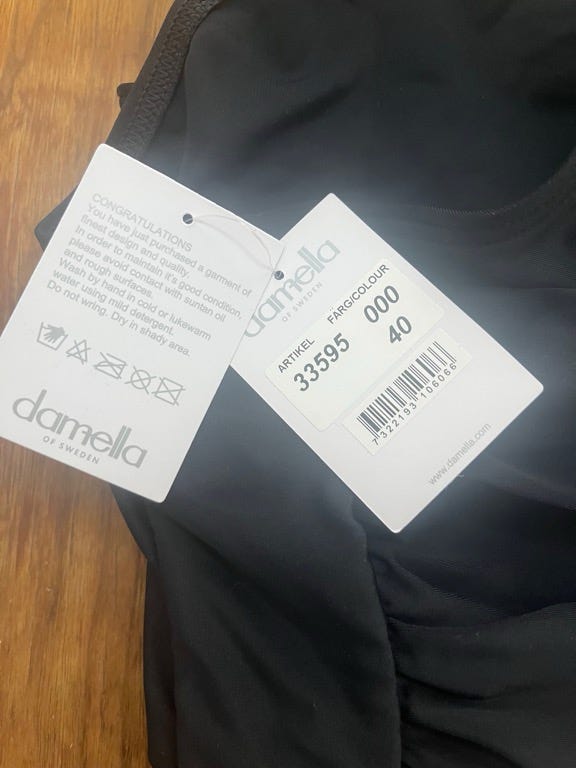 CONGRATULATIONS
You have just purchased a garment of
finest design and quality.
In order to maintain it's good condition,
please avoid contact with suntan oil
and rough surfaces.
Wash by hand in cold or lukewarm
water using mild detergent.
Do not wring. Dry in shady area.
damella
OF SWEDEN
damella
OF SWEDEN
ARTIKEL FÄRG/COLOUR
33595 000
40
7 322193 106066
www.damella.com